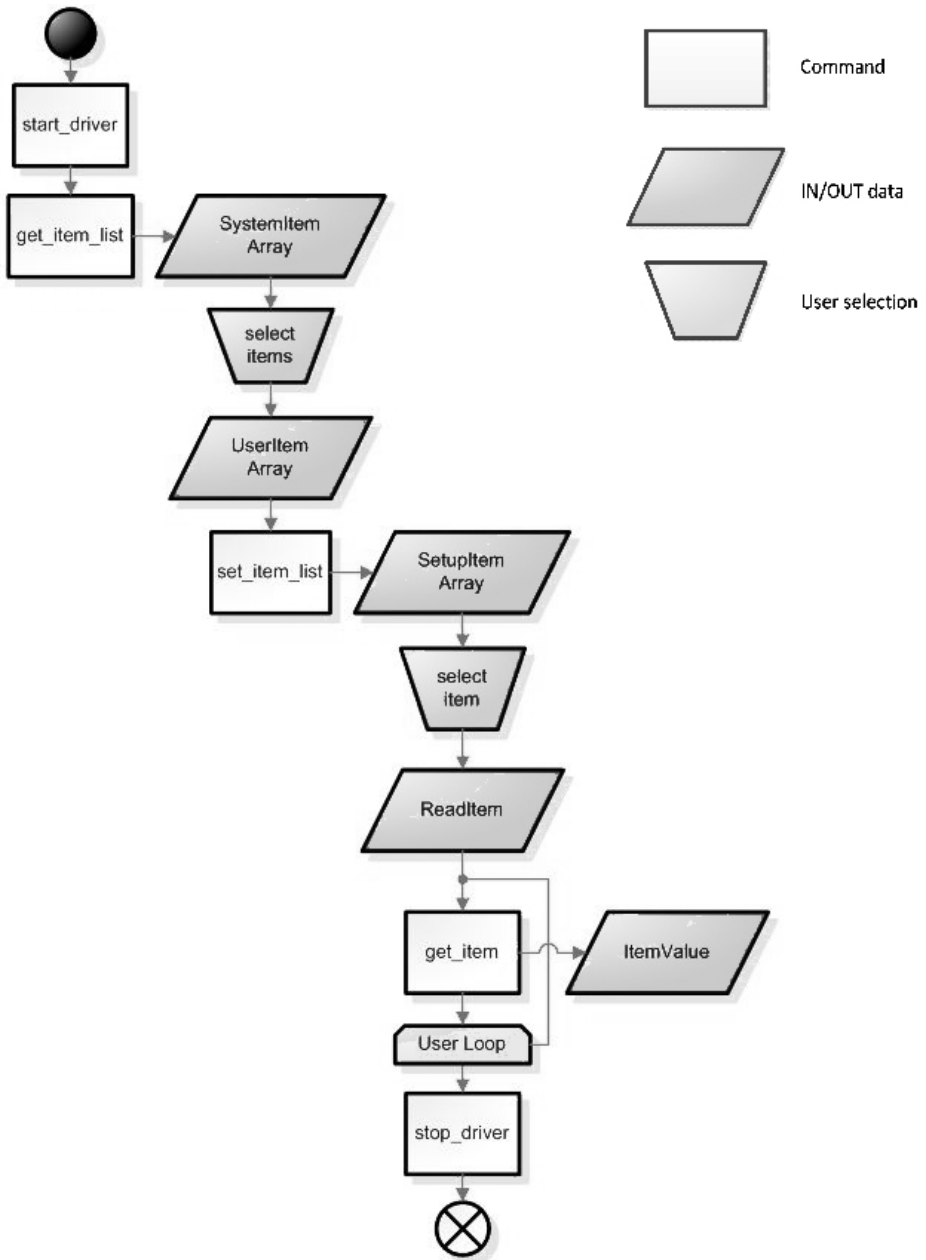 start_driver
get_item_list
SystemItem
Array
select
items
UserItem
Array
set_item_list
SetupItem
Array
select
item
ReadItem
get_item
ItemValue
User Loop
stop_driver
Command
IN/OUT data
User selection